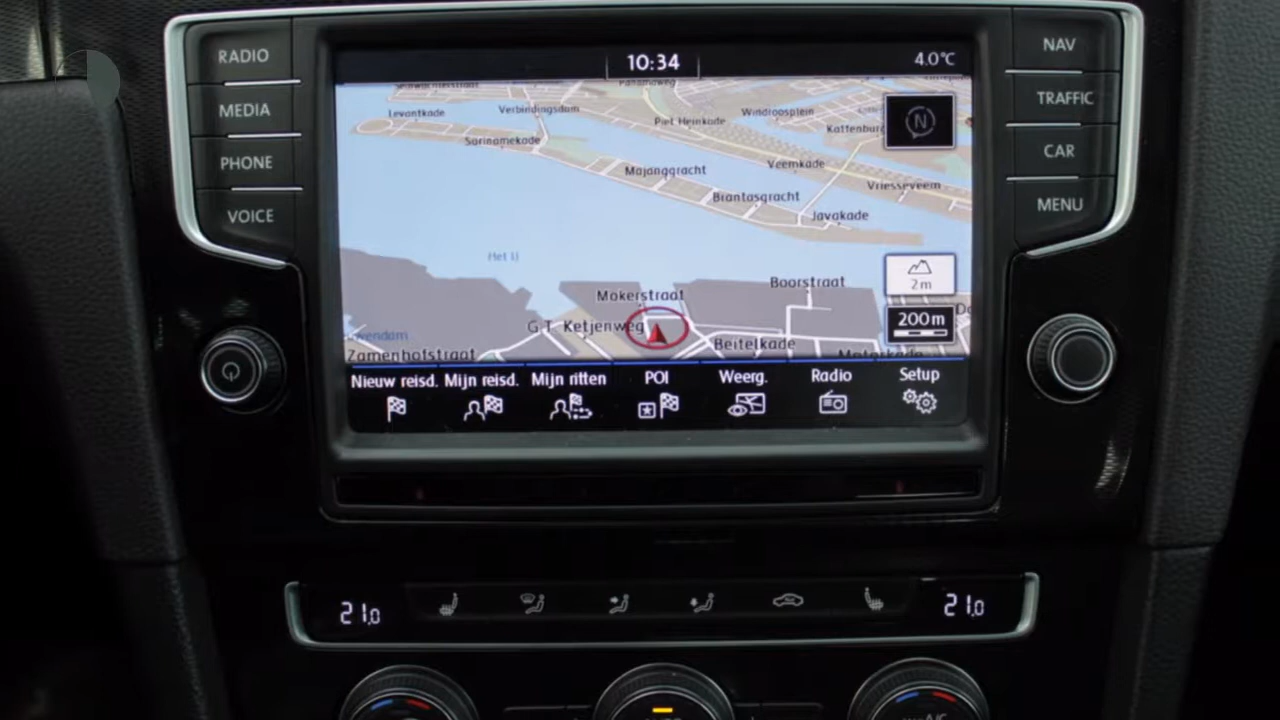 RADIO
MEDIA
PHONE
VOICE
10:34
4.0°C
NAV
TRAFFIC
CAR
MENU
Panamaweg
Levantkade
Verbindingsdam
Piet Heinkade
Windroosplein
Kattenburg
N
Surinamekade
Majanggracht
Veemkade
Vriesseveem
Brantasgracht
Javakade
Het IJ
Boorstraat
2m
Mokerstraat
200m
G.T. Ketjenweg
Beitelkade
Zamenhofstraat
Motorkade
Nieuw reisd.
Mijn reisd.
Mijn ritten
POI
Weerg.
Radio
Setup
21.0
21.0